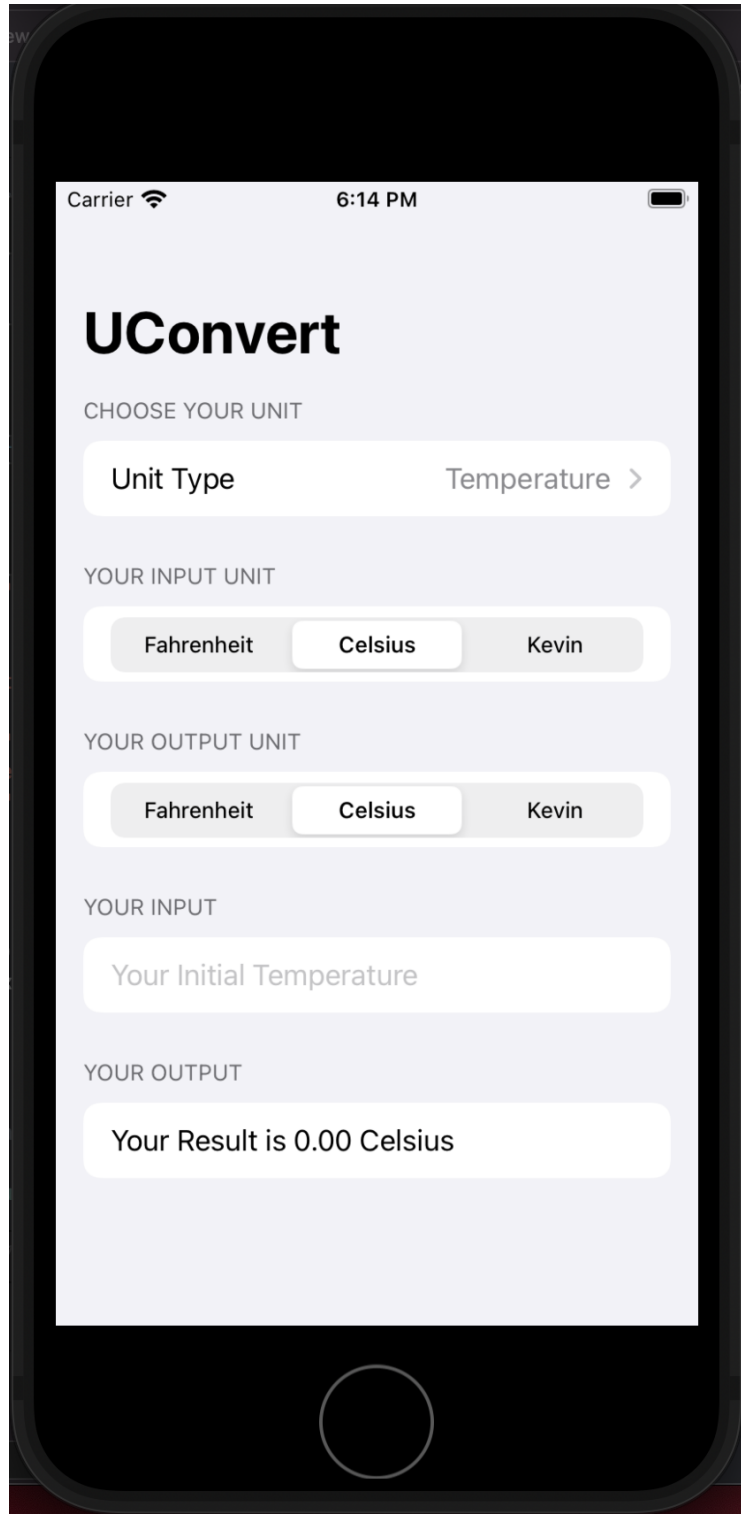 ew
Carrier 6:14 PM
UConvert
CHOOSE YOUR UNIT
Unit Type Temperature
YOUR INPUT UNIT
Fahrenheit Celsius Kevin
YOUR OUTPUT UNIT
Fahrenheit Celsius Kevin
YOUR INPUT
Your Initial Temperature
YOUR OUTPUT
Your Result is 0.00 Celsius